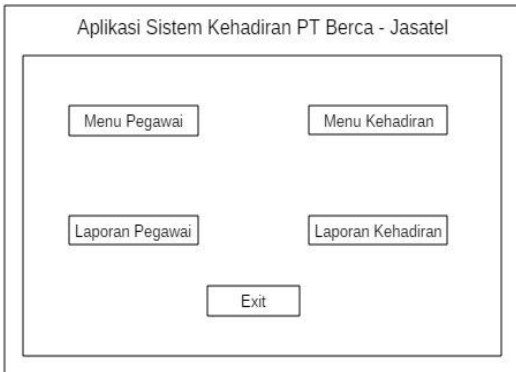 Aplikasi Sistem Kehadiran PT Berca - Jasatel
Menu Pegawai
Menu Kehadiran
Laporan Pegawai
Laporan Kehadiran
Exit